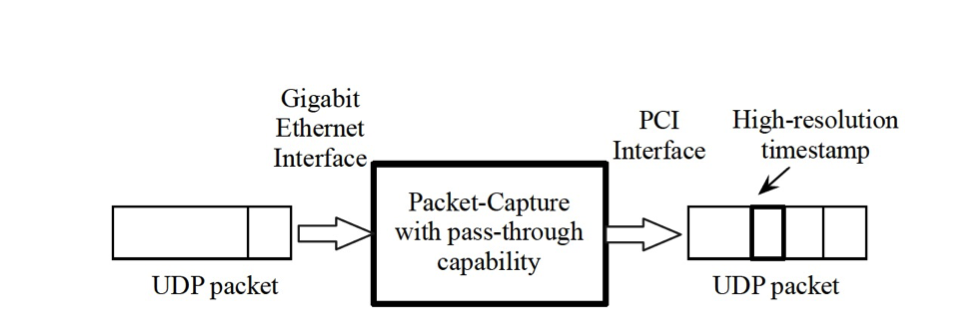 Gigabit
Ethernet
Interface
PCI
Interface
High-resolution
timestamp
Packet-Capture
with pass-through
capability
UDP packet
UDP packet